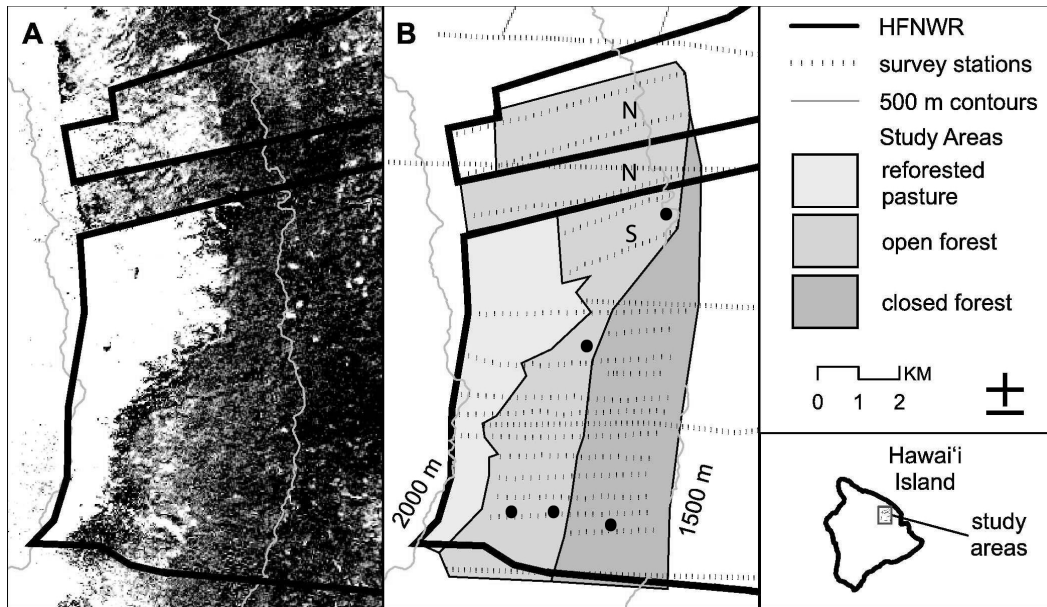 A
B
N
N
S
2000 m
1500 m
HFNWR
survey stations
500 m contours
Study Areas
reforested
pasture
open forest
closed forest
KM
0 1 2
Hawai‘i
Island
study
areas